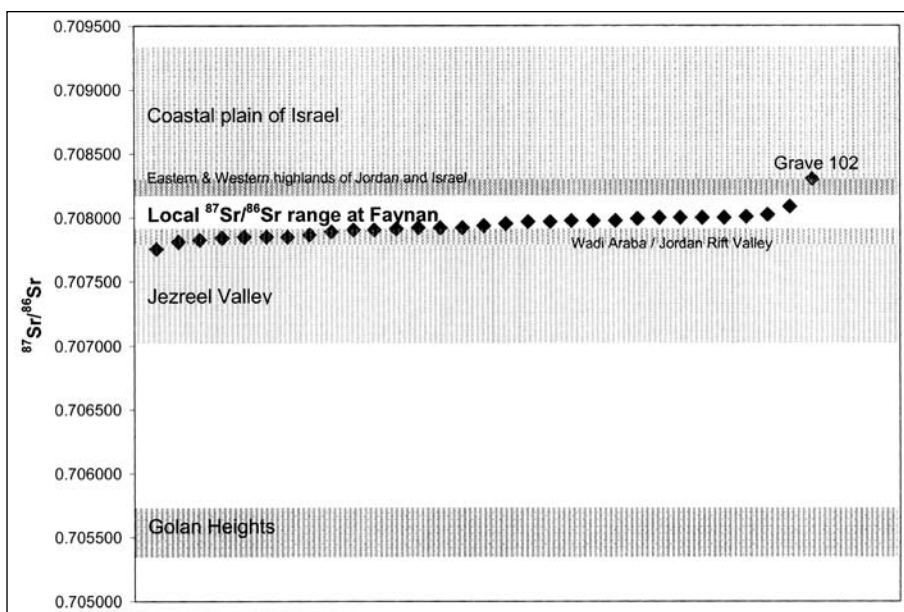 0.709500
0.709000
Coastal plain of Israel
0.708500
Grave 102
Eastern & Western highlands of Jordan and Israel
Local ⁸⁷Sr/⁸⁶Sr range at Faynan
0.708000
Wadi Araba / Jordan Rift Valley
0.707500
Jezreel Valley
⁸⁷Sr/⁸⁶Sr
0.707000
0.706500
0.706000
Golan Heights
0.705500
0.705000